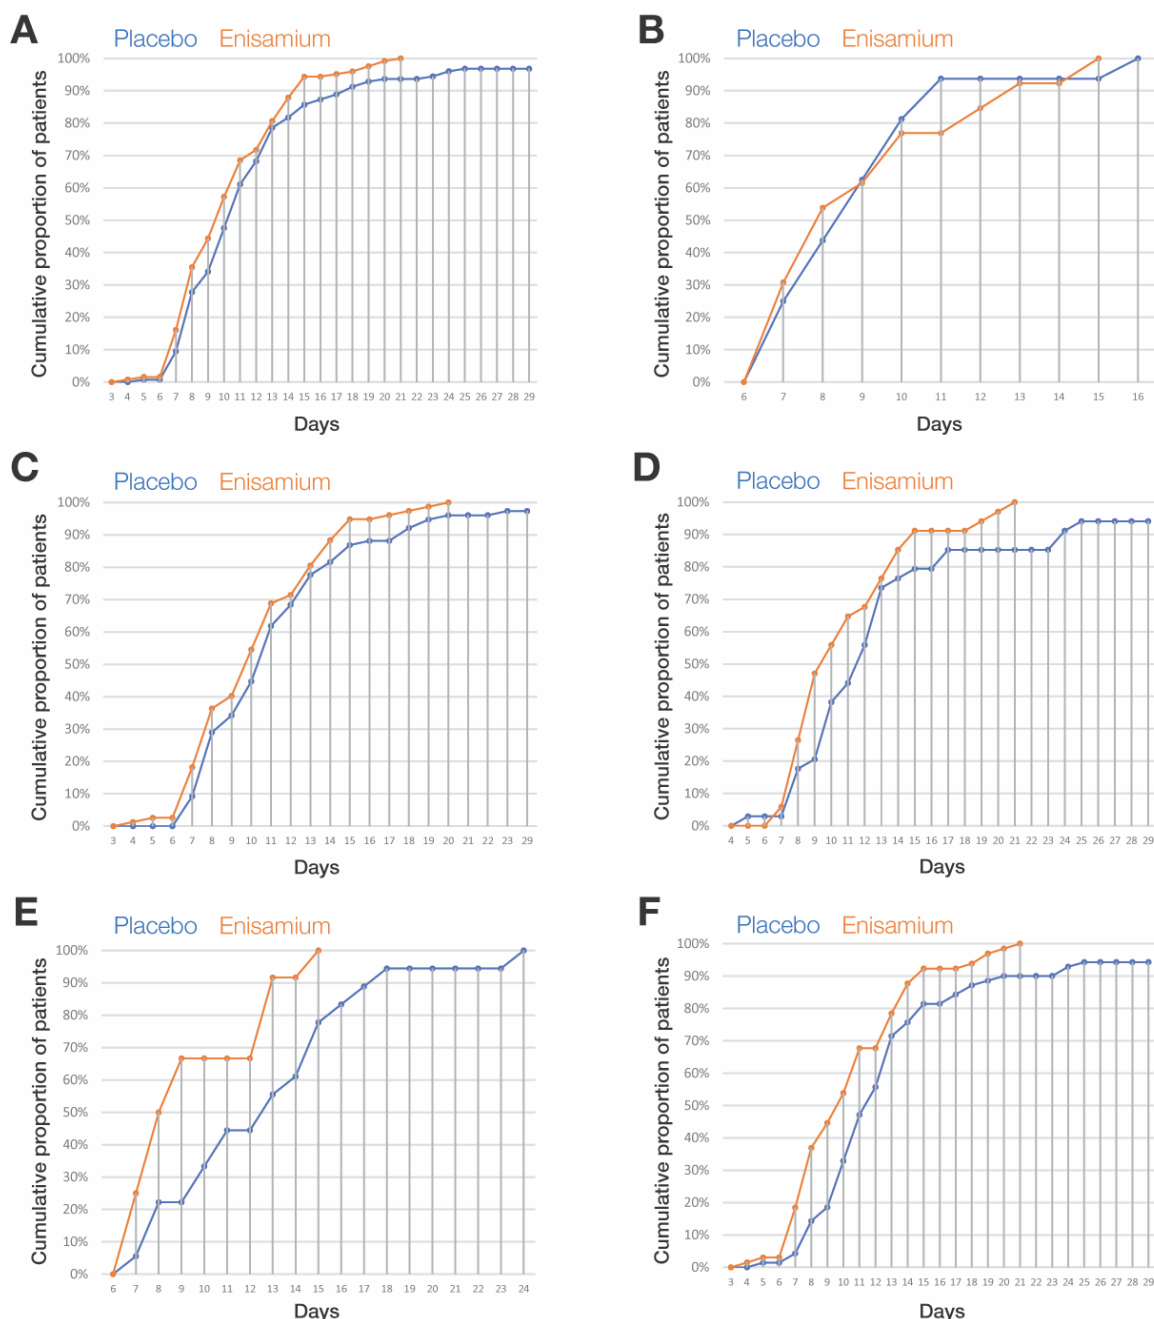 A
Placebo Enisamium
Cumulative proportion of patients
100%
90%
80%
70%
60%
50%
40%
30%
20%
10%
0%
3 4 5 6 7 8 9 10 11 12 13 14 15 16 17 18 19 20 21 22 23 24 25 26 27 28 29
Days
B
Placebo Enisamium
Cumulative proportion of patients
100%
90%
80%
70%
60%
50%
40%
30%
20%
10%
0%
6 7 8 9 10 11 12 13 14 15 16
Days
C
Placebo Enisamium
Cumulative proportion of patients
100%
90%
80%
70%
60%
50%
40%
30%
20%
10%
0%
3 4 5 6 7 8 9 10 11 12 13 14 15 16 17 18 19 20 21 22 23 29
Days
D
Placebo Enisamium
Cumulative proportion of patients
100%
90%
80%
70%
60%
50%
40%
30%
20%
10%
0%
4 5 6 7 8 9 10 11 12 13 14 15 16 17 18 19 20 21 22 23 24 25 26 27 28 29
Days
E
Placebo Enisamium
Cumulative proportion of patients
100%
90%
80%
70%
60%
50%
40%
30%
20%
10%
0%
6 7 8 9 10 11 12 13 14 15 16 17 18 19 20 21 22 23 24
Days
F
Placebo Enisamium
Cumulative proportion of patients
100%
90%
80%
70%
60%
50%
40%
30%
20%
10%
0%
3 4 5 6 7 8 9 10 11 12 13 14 15 16 17 18 19 20 21 22 23 24 25 26 27 28 29
Days